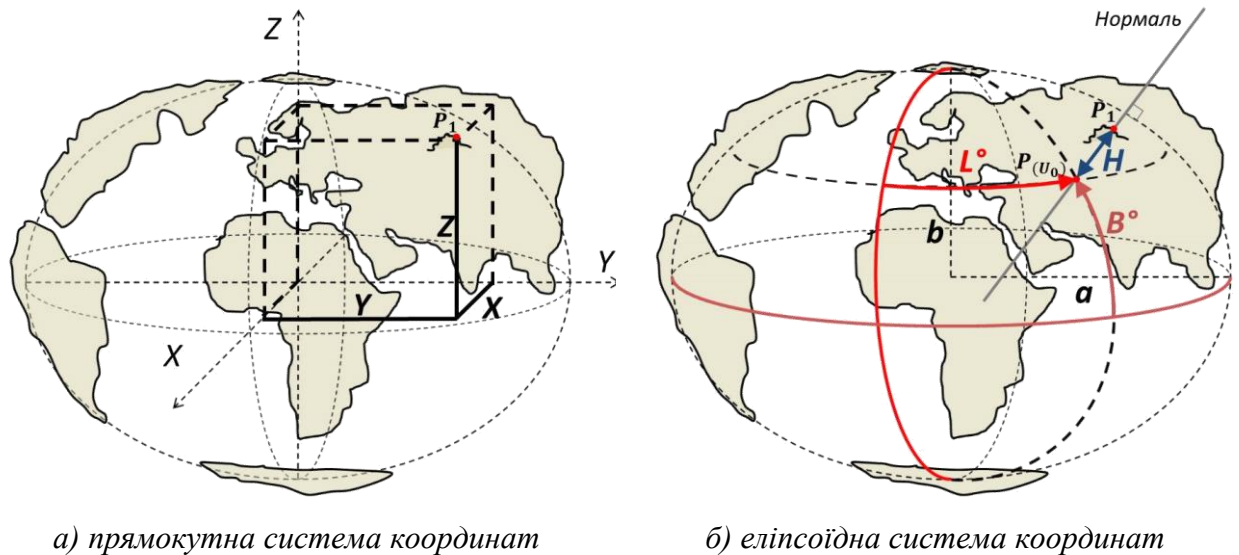 Z
P₁
Z
Y
Y
X
X
а) прямокутна система координат
Нормаль
P₁
P(U₀)
H
L°
B°
b
a
б) еліпсоїдна система координат